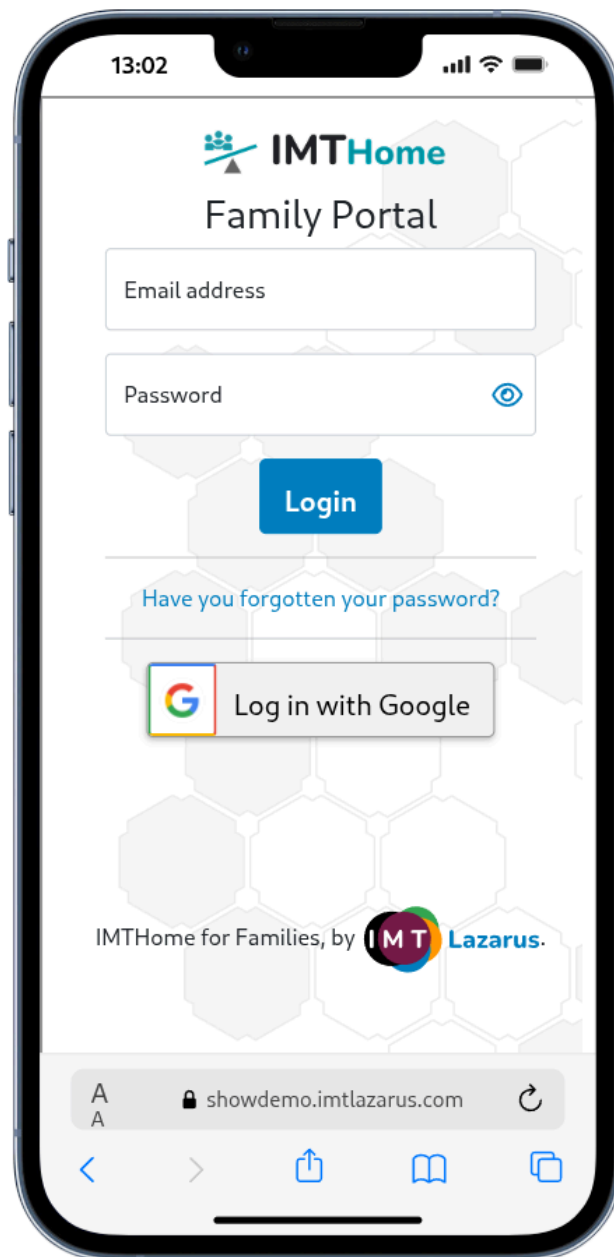 13:02
IMTHome
Family Portal
Email address
Password
Login
Have you forgotten your password?
G Log in with Google
IMTHome for Families, by IMT Lazarus.
AA showdemo.imtlazarus.com